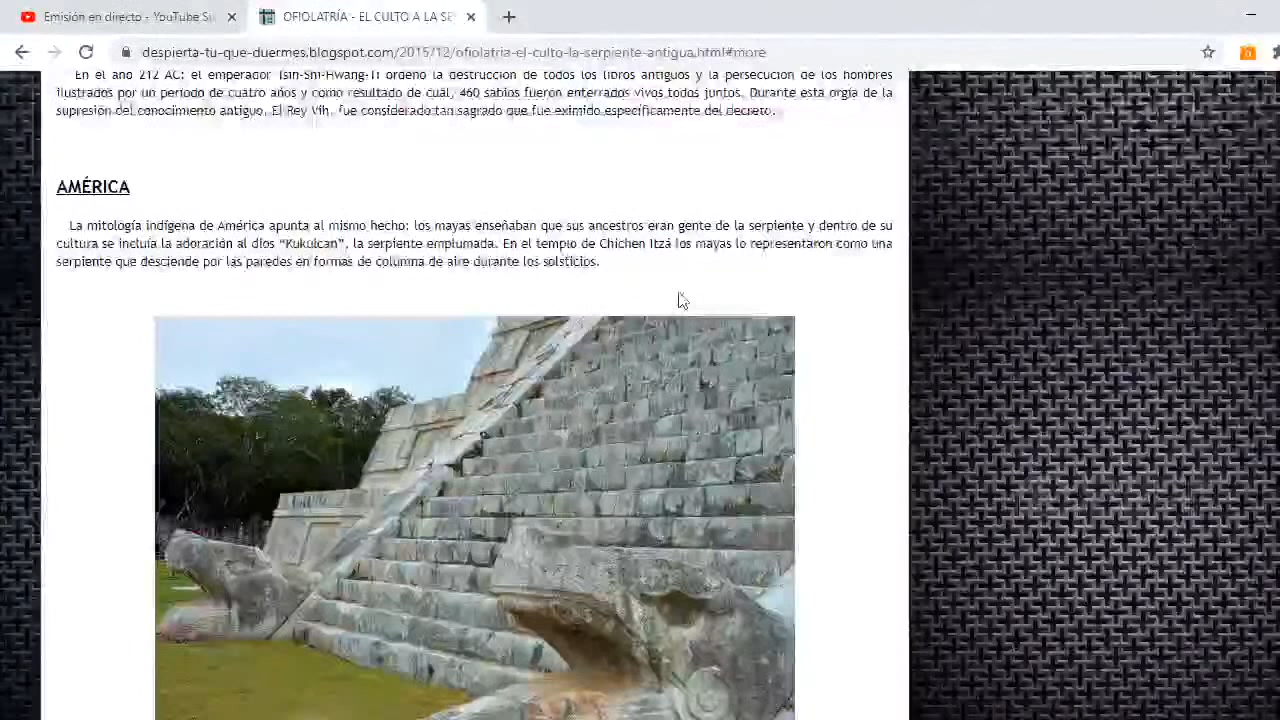 Emisión en directo - YouTube Su
OFIOLATRÍA - EL CULTO A LA SE
despierta-tu-que-duermes.blogspot.com/2015/12/ofiolatria-el-culto-la-serpiente-antigua.html#more
En el año 212 AC, el emperador Tsin-Shi-Hwang-Ti ordenó la destrucción de todos los libros antiguos y la persecución de los hombres
ilustrados por un periodo de cuatro años y como resultado de cuál, 460 sabios fueron enterrados vivos todos juntos. Durante esta orgía de la
supresión del conocimiento antiguo. El Rey Yih, fue considerado tan sagrado que fue eximido específicamente del decreto.
AMÉRICA
La mitología indígena de América apunta al mismo hecho; los mayas enseñaban que sus ancestros eran gente de la serpiente y dentro de su
cultura se incluía la adoración al dios “Kukulcan”, la serpiente emplumada. En el templo de Chichen Itzá los mayas lo representaron como una
serpiente que desciende por las paredes en formas de columna de aire durante los solsticios.